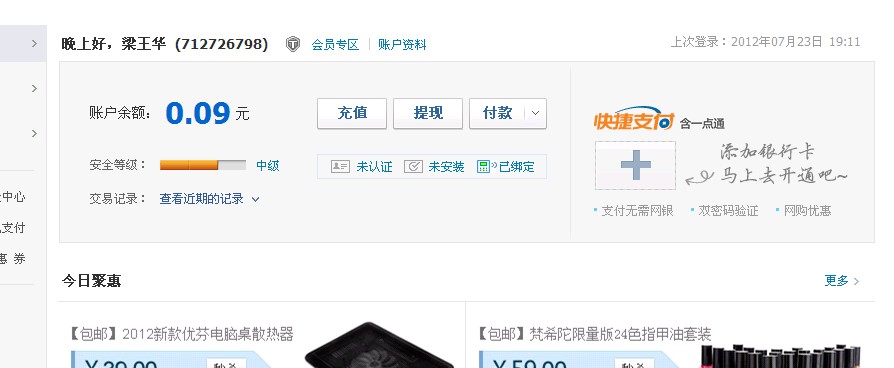 晚上好，梁王华 (712726798) 会员专区 账户资料 上次登录：2012年07月23日 19:11
账户余额： 0.09 元 充值 提现 付款
快捷支付 含一点通
添加银行卡
马上去开通吧~
安全等级： 中级 未认证 未安装 已绑定
交易记录： 查看近期的记录
中心
支付
惠 券
支付无需网银 双密码验证 网购优惠
今日聚惠 更多
【包邮】2012新款优芬电脑桌散热器 【包邮】梵希陀限量版24色指甲油套装
秒杀 秒杀